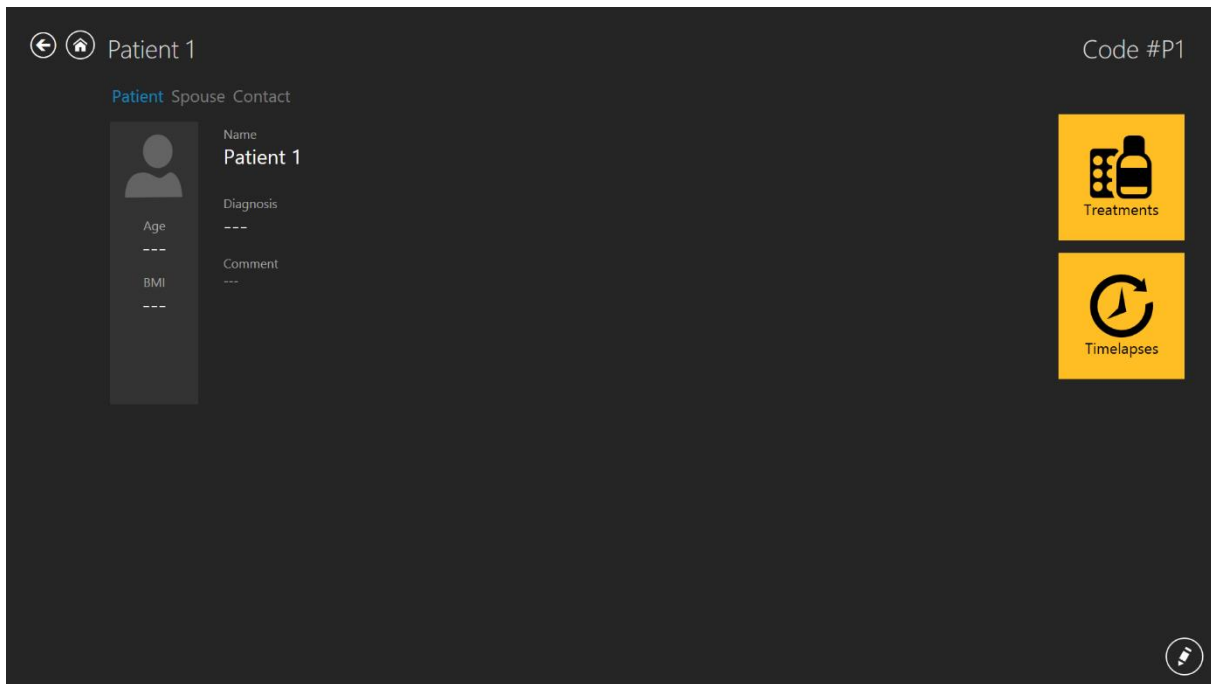 Patient 1
Code #P1
Patient Spouse Contact
Name
Patient 1
Diagnosis
---
Comment
---
Age
---
BMI
---
Treatments
Timelapses